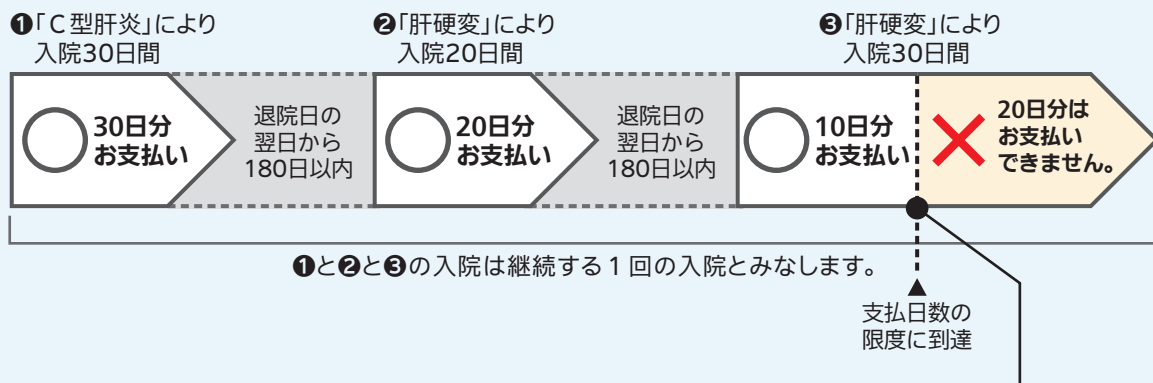 ❶「C型肝炎」により
入院30日間
❷「肝硬変」により
入院20日間
❸「肝硬変」により
入院30日間
30日分
お支払い
退院日の
翌日から
180日以内
20日分
お支払い
退院日の
翌日から
180日以内
10日分
お支払い
20日分は
お支払い
できません。
❶と❷と❸の入院は継続する1回の入院とみなします。
支払日数の
限度に到達